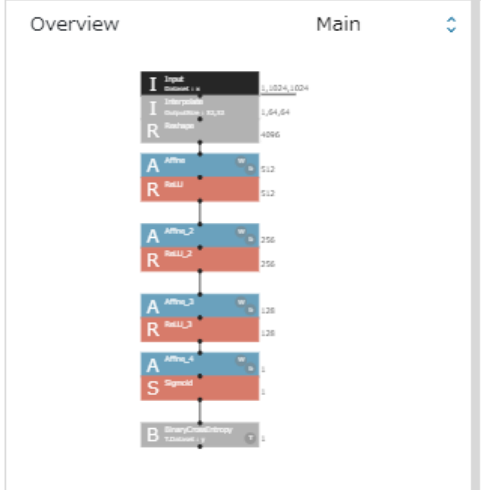 Overview
Main
I Input
Dataset : x
1,1024,1024
I Interpolate
1,64,64
R Reshape
4096
A Affine
W
b
512
R ReLU
512
A Affine_2
W
b
256
R ReLU_2
256
A Affine_3
W
b
128
R ReLU_3
128
A Affine_4
W
b
1
S Sigmoid
1
B BinaryCrossEntropy
T.Dataset : y
T
1